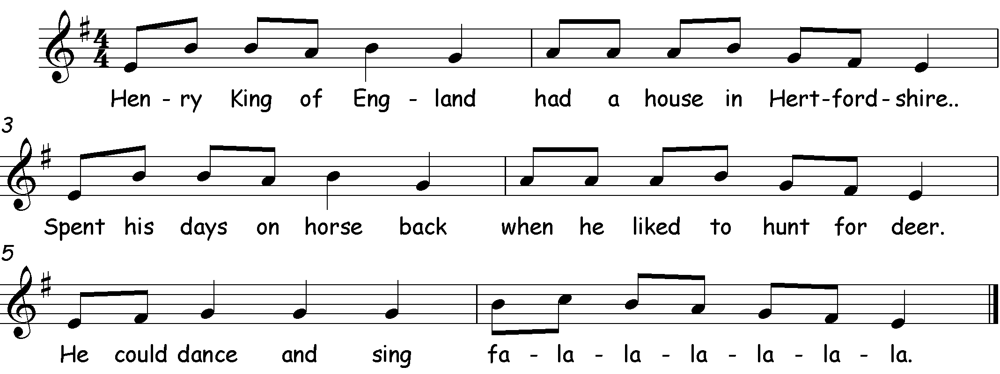 4
4
Hen - ry King of Eng - land had a house in Hert-ford-shire..
3
Spent his days on horse back when he liked to hunt for deer.
5
He could dance and sing fa - la - la - la - la - la - la.